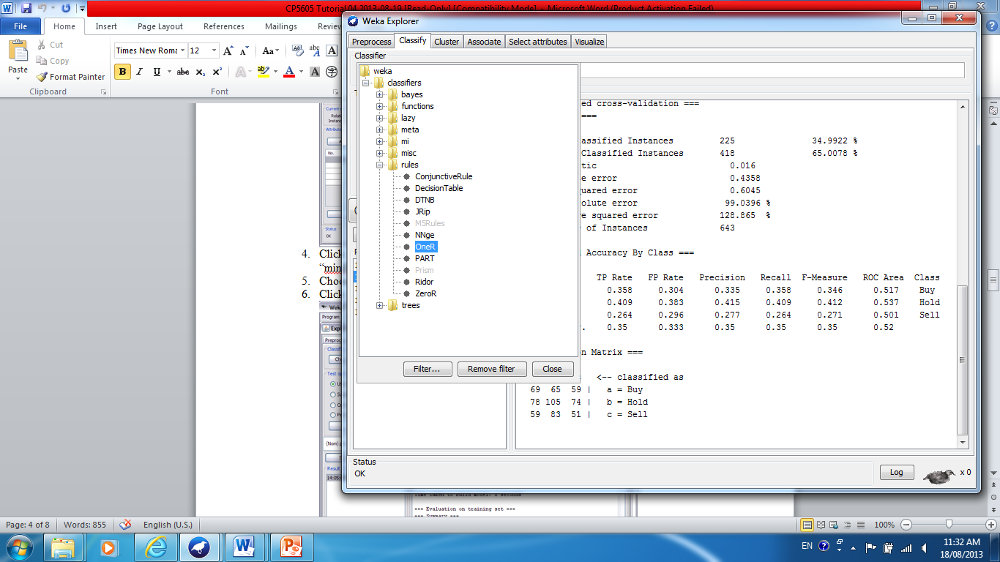 CP5605 Tutorial 04 2013-08-19 [Read-Only] [Compatibility Mode] - Microsoft Word (Product Activation Failed)
File Home Insert Page Layout References Mailings Review
Cut
Copy
Format Painter
Paste
Clipboard
Times New Roma 12
Font
Weka Explorer
Preprocess Classify Cluster Associate Select attributes Visualize
Classifier
weka
classifiers
bayes
functions
lazy
meta
mi
misc
rules
ConjunctiveRule
DecisionTable
DTNB
JRip
M5Rules
NNge
OneR
PART
Prism
Ridor
ZeroR
trees
Filter... Remove filter Close
ed cross-validation ===
===
assified Instances 225 34.9922 %
Classified Instances 418 65.0078 %
tic 0.016
e error 0.4358
quared error 0.6045
olute error 99.0396 %
ve squared error 128.865 %
r of Instances 643
Accuracy By Class ===
TP Rate FP Rate Precision Recall F-Measure ROC Area Class
0.358 0.304 0.335 0.358 0.346 0.517 Buy
0.409 0.383 0.415 0.409 0.412 0.537 Hold
0.264 0.296 0.277 0.264 0.271 0.501 Sell
. 0.35 0.333 0.35 0.35 0.35 0.52
n Matrix ===
<-- classified as
69 65 59 | a = Buy
78 105 74 | b = Hold
59 83 51 | c = Sell
Status
OK
Log
x 0
4. Click
“min
5. Choo
6. Click
=== Evaluation on training set ===
=== Summary ===
Page: 4 of 8 Words: 855 English (U.S.) 100%
EN 11:32 AM
18/08/2013